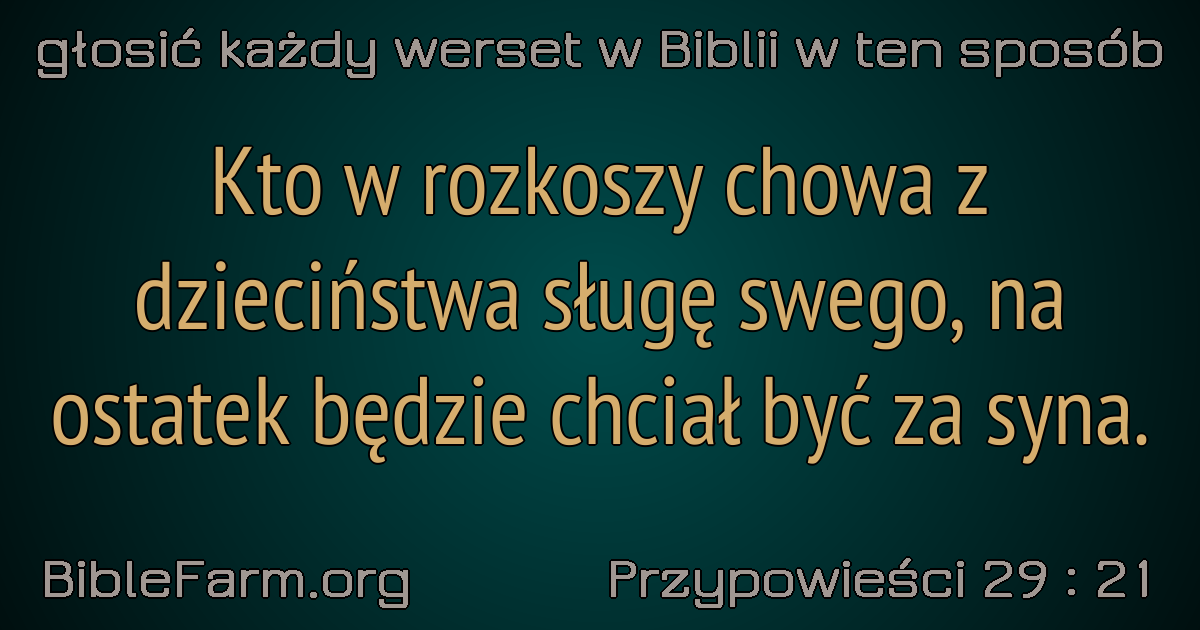 głosić każdy werset w Biblii w ten sposób
Kto w rozkoszy chowa z
dzieciństwa sługę swego, na
ostatek będzie chciał być za syna.
BibleFarm.org
Przypowieści 29 : 21